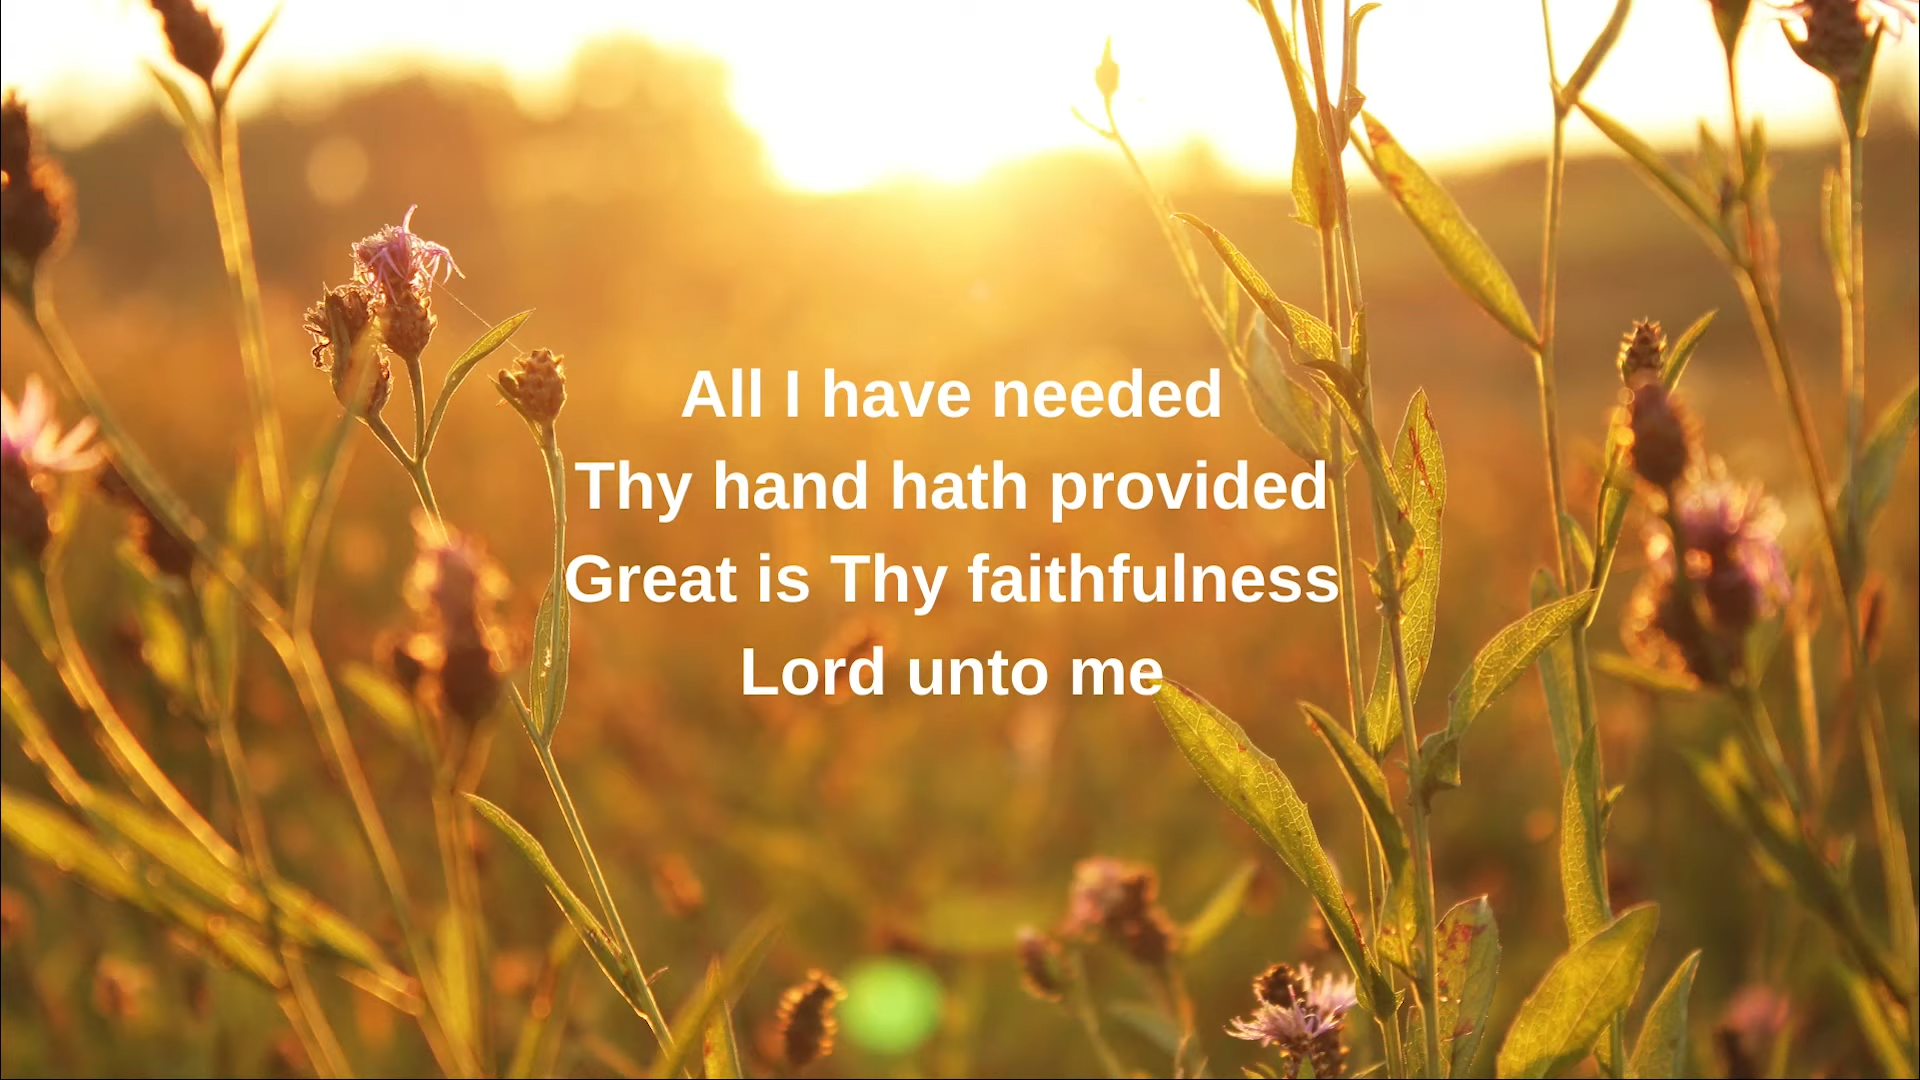 All I have needed
Thy hand hath provided
Great is Thy faithfulness
Lord unto me